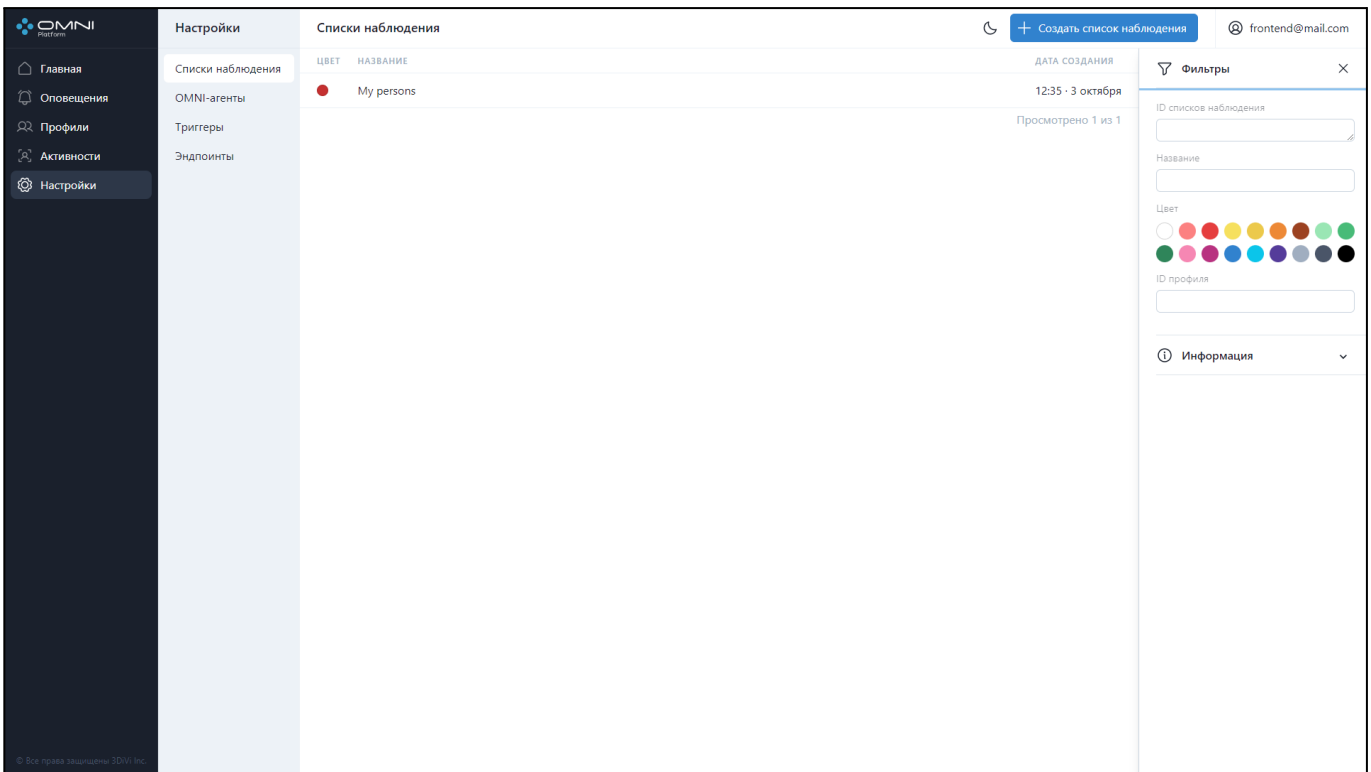 OMNI
Platform
Главная
Оповещения
Профили
Активности
Настройки
© Все права защищены 3DiVi Inc.
Настройки
Списки наблюдения
OMNI-агенты
Триггеры
Эндпоинты
Списки наблюдения
Создать список наблюдения
frontend@mail.com
ЦВЕТ НАЗВАНИЕ ДАТА СОЗДАНИЯ
My persons 12:35 · 3 октября
Просмотрено 1 из 1
Фильтры
ID списков наблюдения
Название
Цвет
ID профиля
Информация